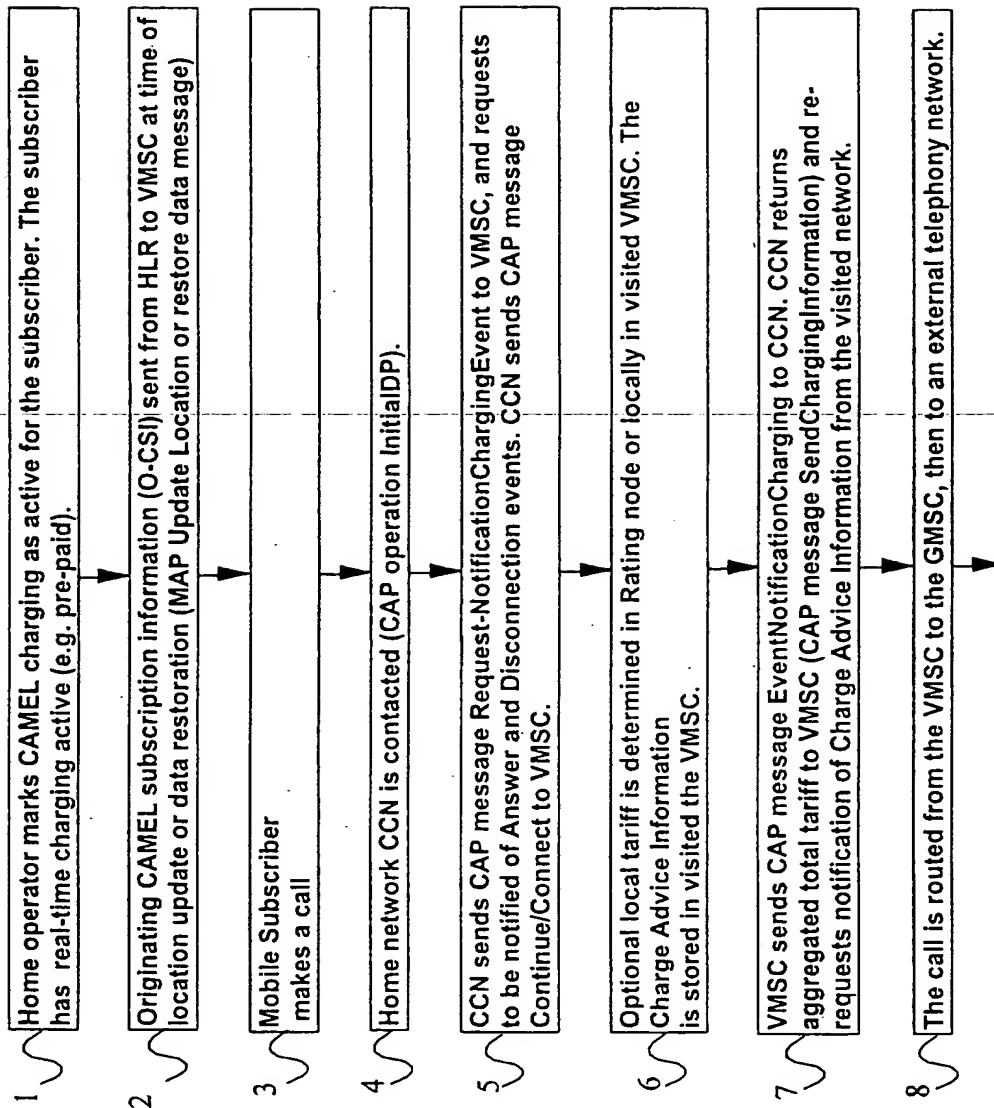 1
Home operator marks CAMEL charging as active for the subscriber. The subscriber
has real-time charging active (e.g. pre-paid).
2
Originating CAMEL subscription information (O-CSI) sent from HLR to VMSC at time of
location update or data restoration (MAP Update Location or restore data message)
3
Mobile Subscriber
makes a call
4
Home network CCN is contacted (CAP operation InitialDP).
5
CCN sends CAP message Request-NotificationChargingEvent to VMSC, and requests
to be notified of Answer and Disconnection events. CCN sends CAP message
Continue/Connect to VMSC.
6
Optional local tariff is determined in Rating node or locally in visited VMSC. The
Charge Advice Information
is stored in visited the VMSC.
7
VMSC sends CAP message EventNotificationCharging to CCN. CCN returns
aggregated total tariff to VMSC (CAP message SendChargingInformation) and re-
requests notification of Charge Advice Information from the visited network.
8
The call is routed from the VMSC to the GMSC, then to an external telephony network.